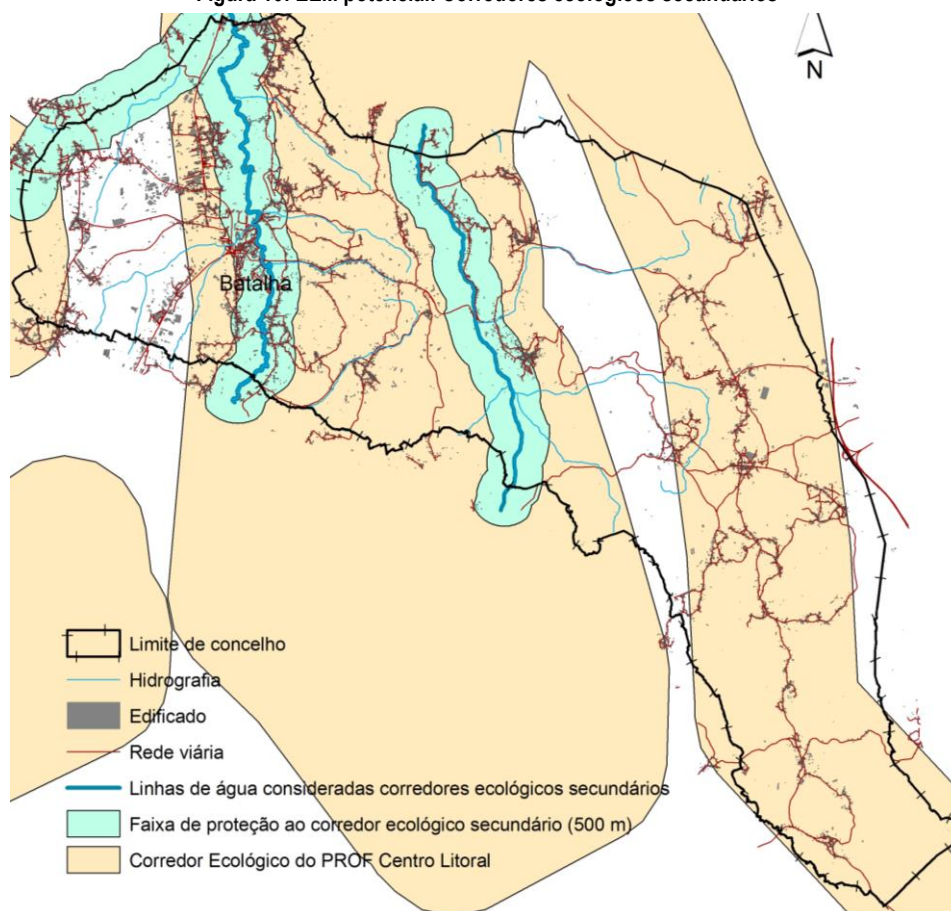 N
Batalha
Limite de concelho
Hidrografia
Edificado
Rede viária
Linhas de água consideradas corredores ecológicos secundários
Faixa de proteção ao corredor ecológico secundário (500 m)
Corredor Ecológico do PROF Centro Litoral